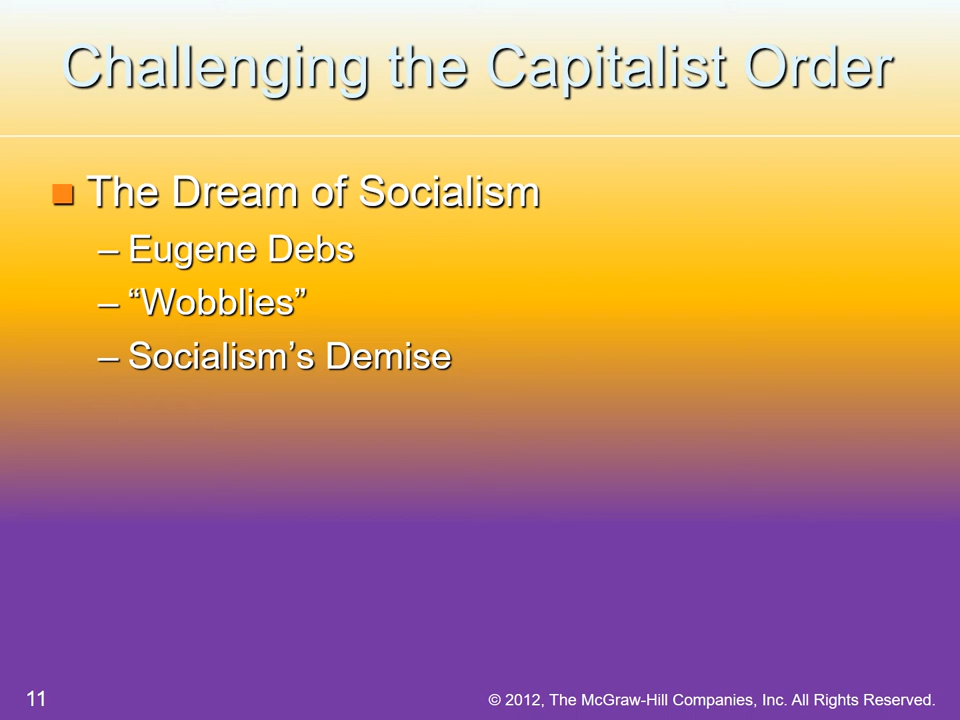 Challenging the Capitalist Order
The Dream of Socialism
– Eugene Debs
– “Wobblies”
– Socialism’s Demise
11
© 2012, The McGraw-Hill Companies, Inc. All Rights Reserved.